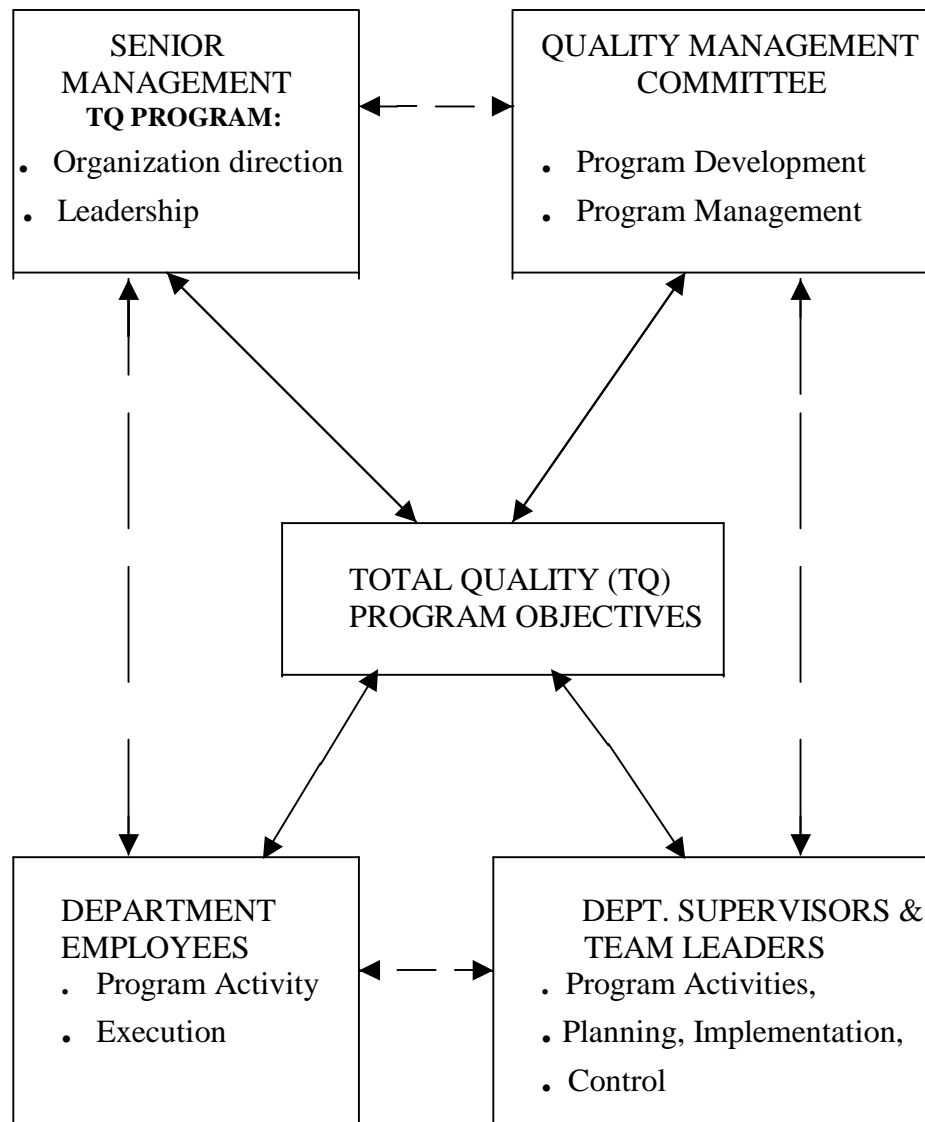 SENIOR
MANAGEMENT
TQ PROGRAM:
. Organization direction
. Leadership
QUALITY MANAGEMENT
COMMITTEE
. Program Development
. Program Management
TOTAL QUALITY (TQ)
PROGRAM OBJECTIVES
DEPARTMENT
EMPLOYEES
. Program Activity
. Execution
DEPT. SUPERVISORS &
TEAM LEADERS
. Program Activities,
. Planning, Implementation,
. Control